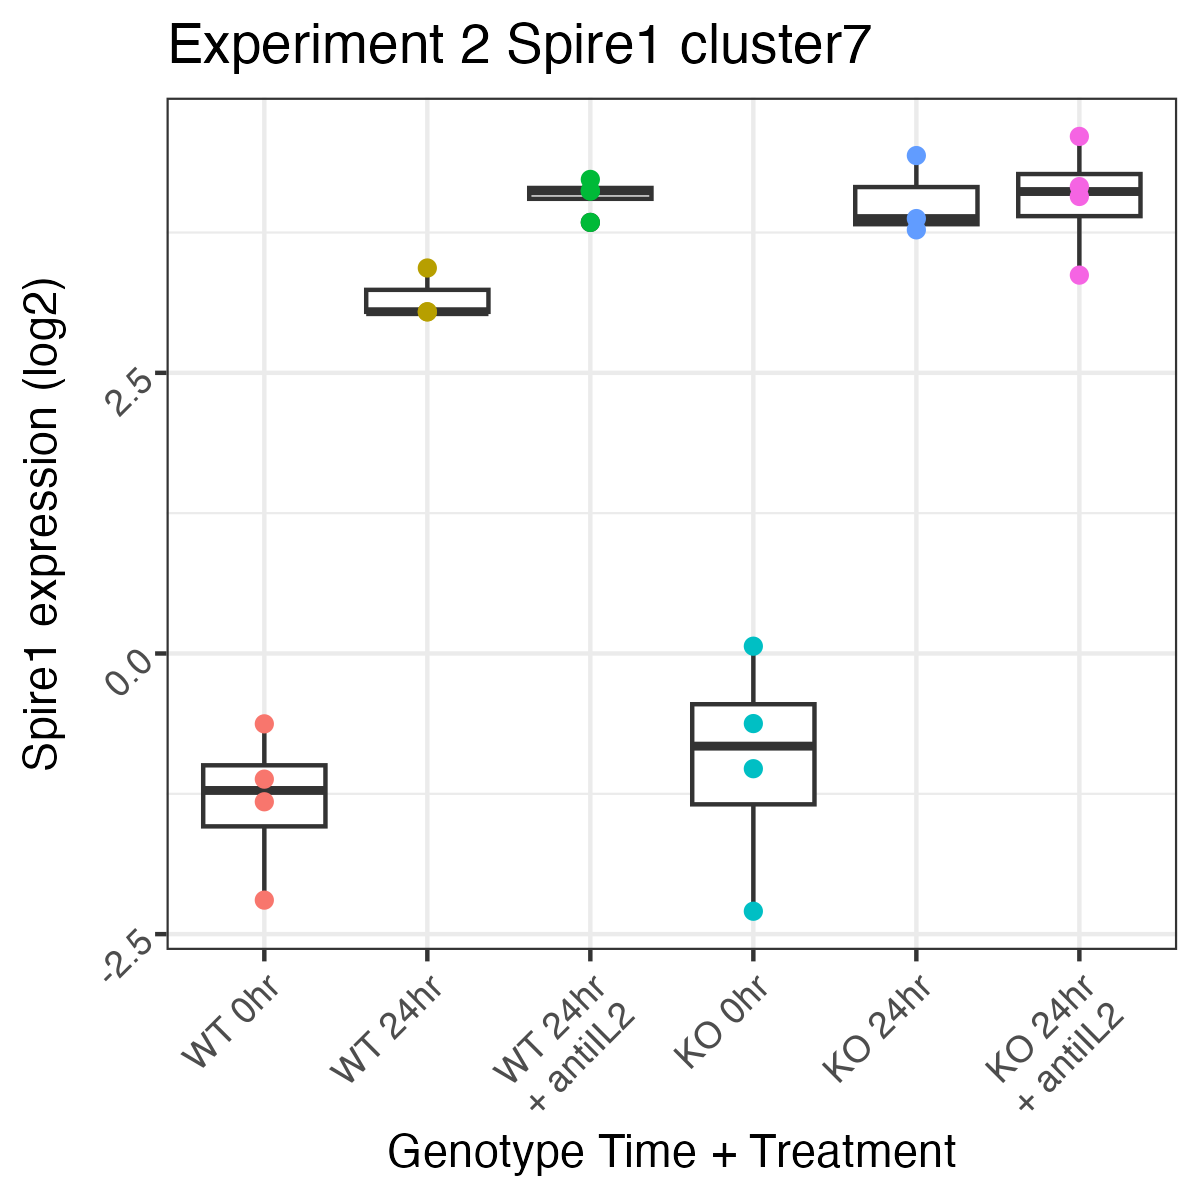 Experiment 2 Spire1 cluster7
Spire1 expression (log2)
2.5
0.0
-2.5
WT 0hr
WT 24hr
WT 24hr
+ antiIL2
KO 0hr
KO 24hr
KO 24hr
+ antiIL2
Genotype Time + Treatment